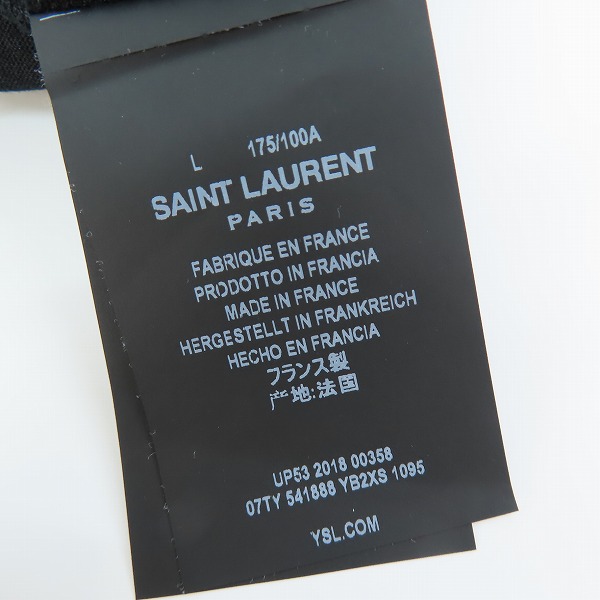 L 175/100A
SAINT LAURENT
PARIS
FABRIQUE EN FRANCE
PRODOTTO IN FRANCIA
MADE IN FRANCE
HERGESTELLT IN FRANKREICH
HECHO EN FRANCIA
フランス製
产地:法国
UP53 2018 00358
07TY 541888 YB2XS 1095
YSL.COM